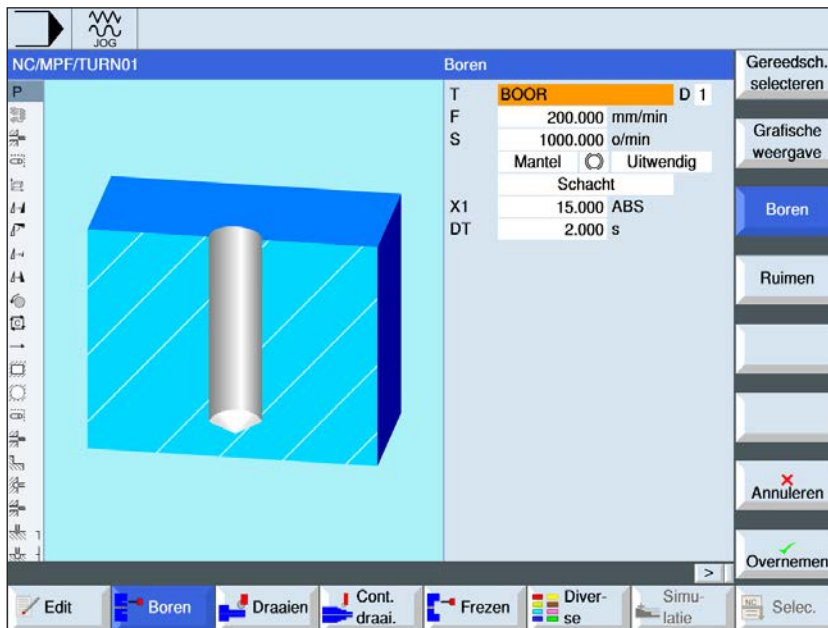 JOG
NC/MPF/TURN01
Boren
P
T BOOR D 1
F 200.000 mm/min
S 1000.000 o/min
Mantel Uitwendig
Schacht
X1 15.000 ABS
DT 2.000 s
Gereedsch.
selecteren
Grafische
weergave
Boren
Ruimen
Annuleren
Overnemen
>
Edit
Boren
Draaien
Cont.
draai.
Frezen
Diver-
se
Simu-
latie
NC
Selec.